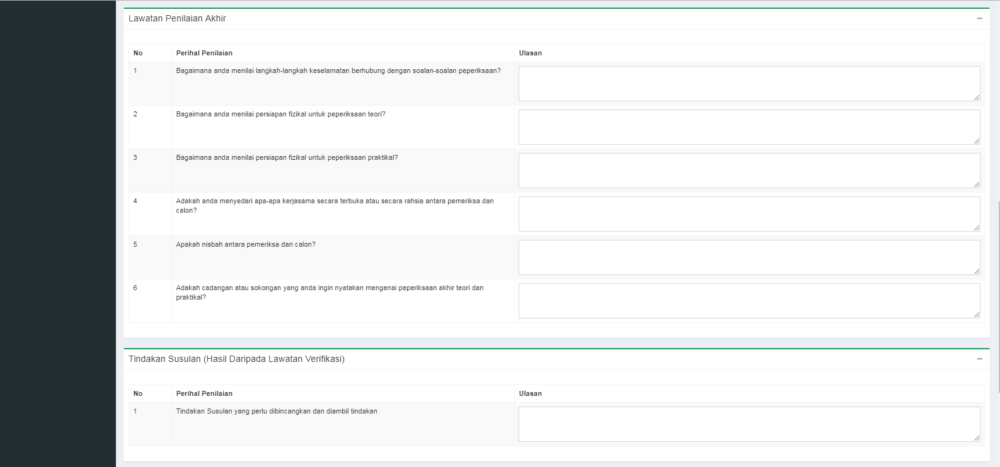 Lawatan Penilaian Akhir
No Perihal Penilaian Ulasan
1 Bagaimana anda menilai langkah-langkah keselamatan berhubung dengan soalan-soalan peperiksaan?
2 Bagaimana anda menilai persiapan fizikal untuk peperiksaan teori?
3 Bagaimana anda menilai persiapan fizikal untuk peperiksaan praktikal?
4 Adakah anda menyedari apa-apa kerjasama secara terbuka atau secara rahsia antara pemeriksa dan
calon?
5 Apakah nisbah antara pemeriksa dan calon?
6 Adakah cadangan atau sokongan yang anda ingin nyatakan mengenai peperiksaan akhir teori dan
praktikal?
Tindakan Susulan (Hasil Daripada Lawatan Verifikasi)
No Perihal Penilaian Ulasan
1 Tindakan Susulan yang perlu dibincangkan dan diambil tindakan